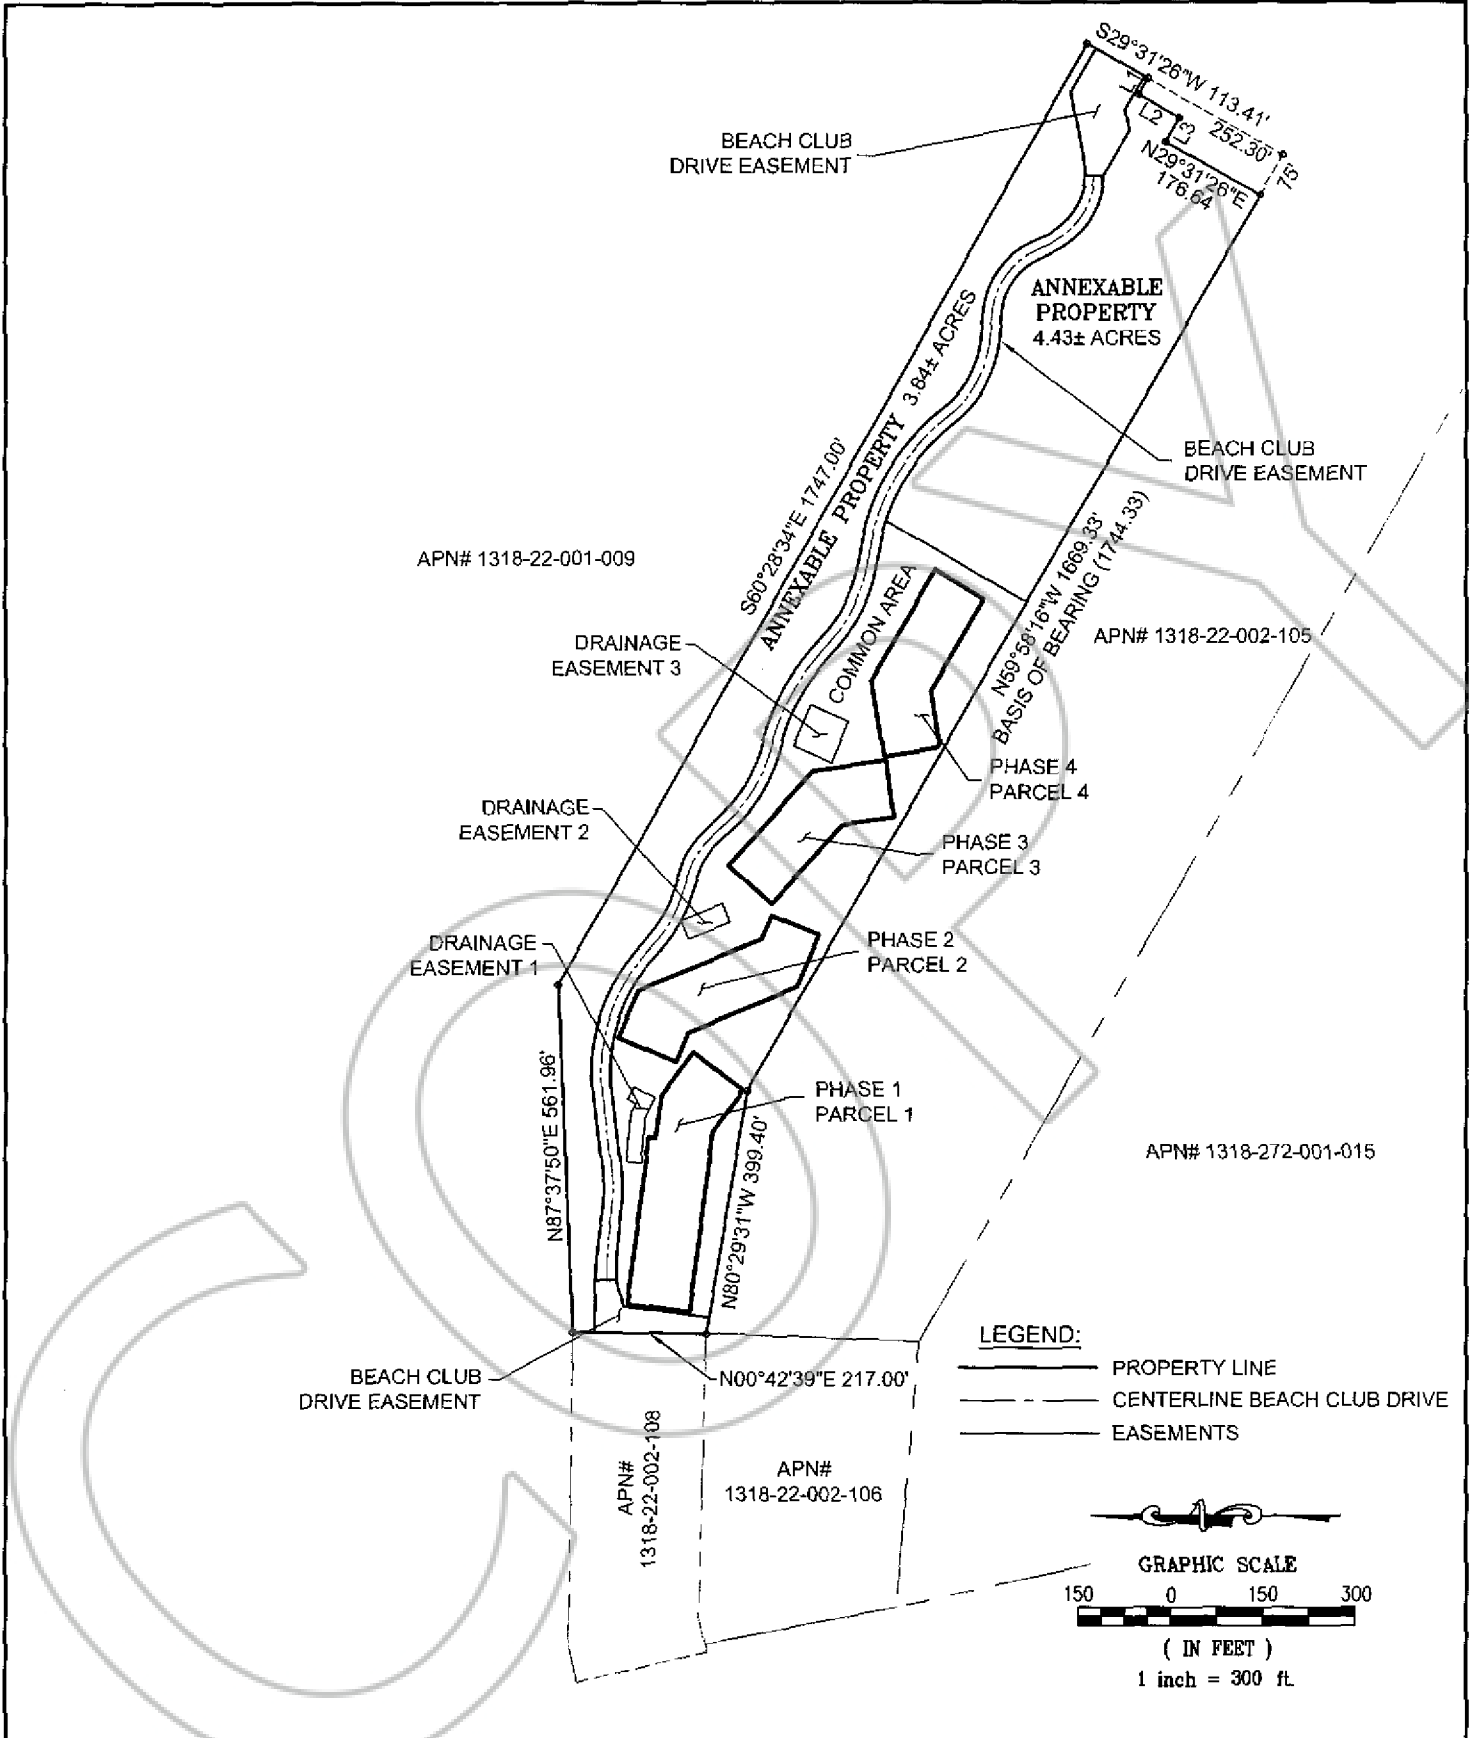 S29°31'26"W 113.41'
L1
L2
L3
252.30'
75'
N29°31'26"E
176.64
BEACH CLUB
DRIVE EASEMENT
ANNEXABLE
PROPERTY
4.43± ACRES
ANNEXABLE PROPERTY 3.84± ACRES
S60°28'34"E 1747.00'
BEACH CLUB
DRIVE EASEMENT
APN# 1318-22-001-009
N59°58'16"W 1669.33'
BASIS OF BEARING (1744.33)
APN# 1318-22-002-105
COMMON AREA
DRAINAGE
EASEMENT 3
PHASE 4
PARCEL 4
DRAINAGE
EASEMENT 2
PHASE 3
PARCEL 3
DRAINAGE
EASEMENT 1
PHASE 2
PARCEL 2
PHASE 1
PARCEL 1
N87°37'50"E 561.96'
N80°29'31"W 399.40'
APN# 1318-272-001-015
BEACH CLUB
DRIVE EASEMENT
N00°42'39"E 217.00'
APN#
1318-22-002-108
APN#
1318-22-002-106
LEGEND:
PROPERTY LINE
CENTERLINE BEACH CLUB DRIVE
EASEMENTS
GRAPHIC SCALE
150 0 150 300
( IN FEET )
1 inch = 300 ft.
COPY